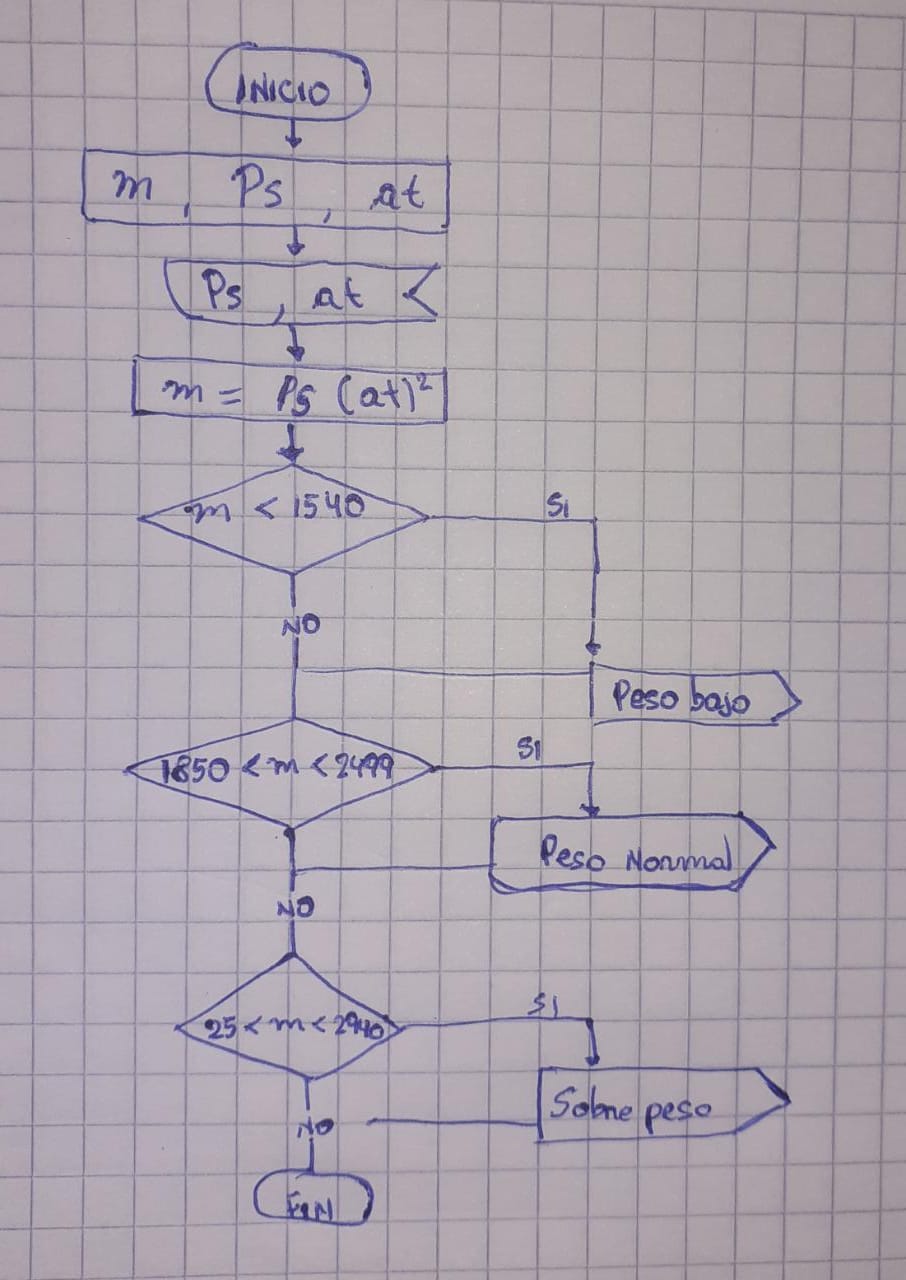 INICIO
m , Ps , at
Ps , at
m = Ps (at)²
m < 1540
SI
NO
Peso bajo
1850 < m < 2499
SI
Peso Normal
NO
25 < m < 2940
SI
Sobre peso
NO
FIN